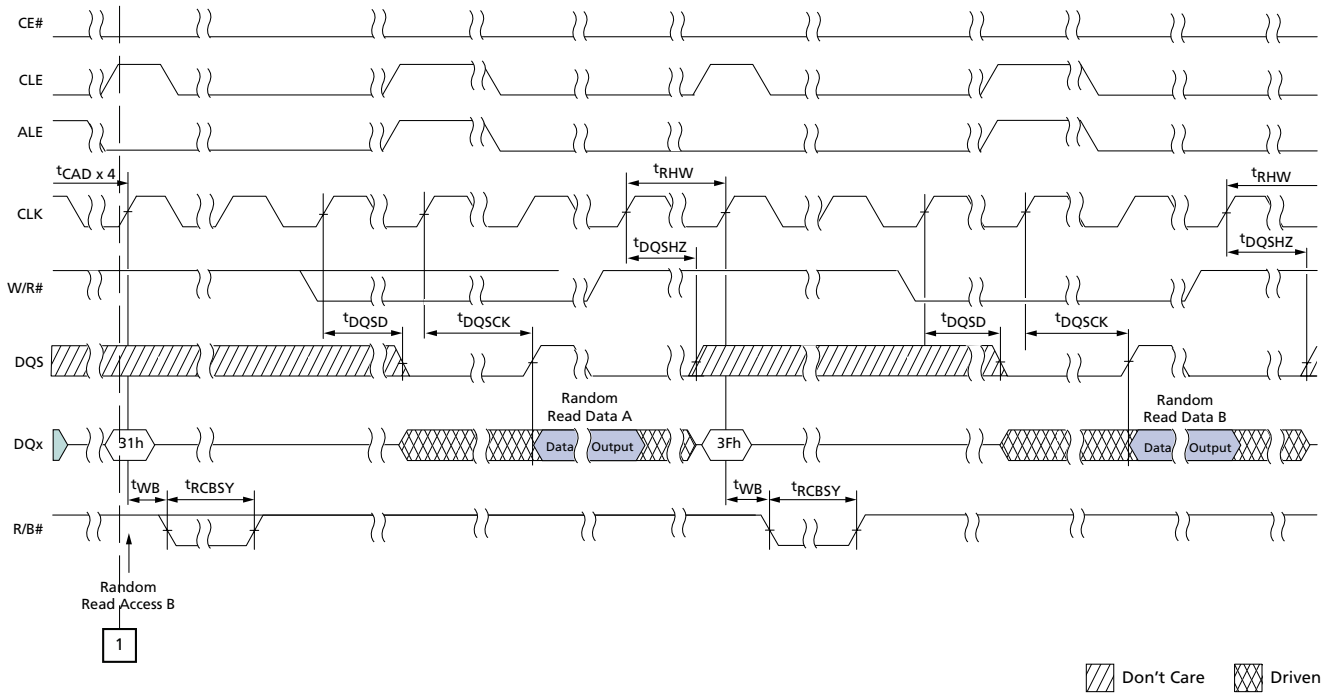 CE#
CLE
ALE
tCAD x 4
tRHW
tRHW
CLK
tDQSHZ
tDQSHZ
W/R#
tDQSD
tDQSCK
tDQSD
tDQSCK
DQS
Random
Read Data A
Random
Read Data B
DQx
31h
Data
Output
3Fh
Data
Output
tWB
tRCBSY
tWB
tRCBSY
R/B#
Random
Read Access B
1
Don't Care
Driven